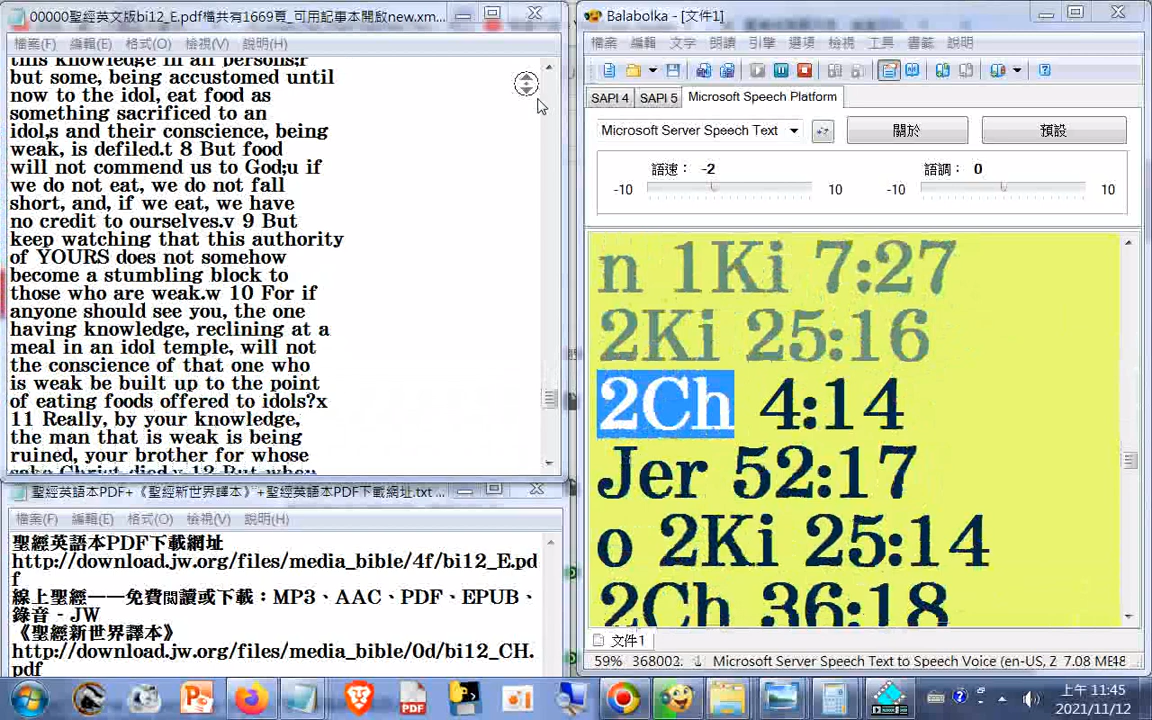 00000聖經英文版bi12_E.pdf檔共有1669頁_可用記事本開啟new.xm...
檔案(F) 編輯(E) 格式(O) 檢視(V) 說明(H)
this knowledge in all persons;r
but some, being accustomed until
now to the idol, eat food as
something sacrificed to an
idol,s and their conscience, being
weak, is defiled.t 8 But food
will not commend us to God;u if
we do not eat, we do not fall
short, and, if we eat, we have
no credit to ourselves.v 9 But
keep watching that this authority
of YOURS does not somehow
become a stumbling block to
those who are weak.w 10 For if
anyone should see you, the one
having knowledge, reclining at a
meal in an idol temple, will not
the conscience of that one who
is weak be built up to the point
of eating foods offered to idols?x
11 Really, by your knowledge,
the man that is weak is being
ruined, your brother for whose
sake Christ died.y 12 But when
聖經英語本PDF+《聖經新世界譯本》+聖經英語本PDF下載網址.txt ...
檔案(F) 編輯(E) 格式(O) 檢視(V) 說明(H)
聖經英語本PDF下載網址
http://download.jw.org/files/media_bible/4f/bi12_E.pd
f
線上聖經——免費閱讀或下載：MP3、AAC、PDF、EPUB、
錄音 - JW
《聖經新世界譯本》
http://download.jw.org/files/media_bible/0d/bi12_CH.
pdf
Balabolka - [文件1]
檔案 編輯 文字 朗讀 引擎 選項 檢視 工具 書籤 說明
SAPI 4 SAPI 5 Microsoft Speech Platform
Microsoft Server Speech Text 關於 預設
語速： -2 語調： 0
-10 10 -10 10
n 1Ki 7:27
2Ki 25:16
2Ch 4:14
Jer 52:17
o 2Ki 25:14
2Ch 36:18
文件1
59% 368002. Microsoft Server Speech Text to Speech Voice (en-US, Z 7.08 MB
上午 11:45
2021/11/12